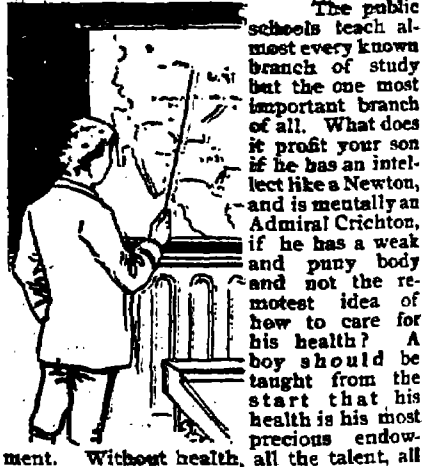 The public
schools teach al-
most every known
branch of study
but the one most
important branch
of all. What does
it profit your son
if he has an intel-
lect like a Newton,
and is mentally an
Admiral Crichton,
if he has a weak
and puny body
and not the re-
motest idea of
how to care for
his health? A
boy should be
taught from the
start that his
health is his most
precious endow-
ment. Without health, all the talent, all